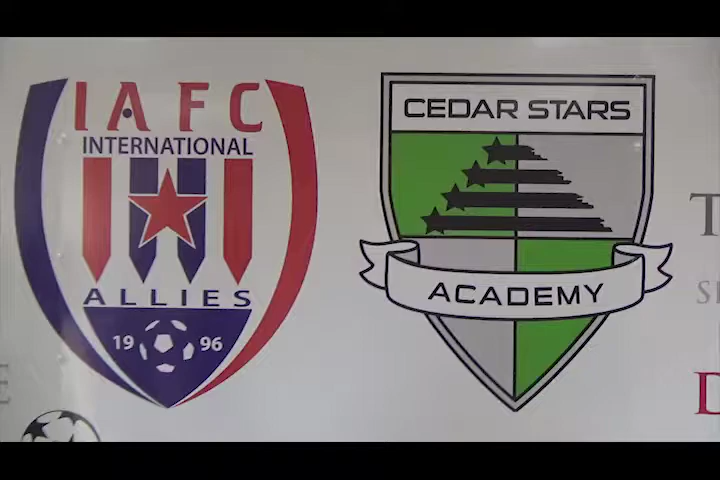 IAFC
INTERNATIONAL
ALLIES
19 96
CEDAR STARS
ACADEMY